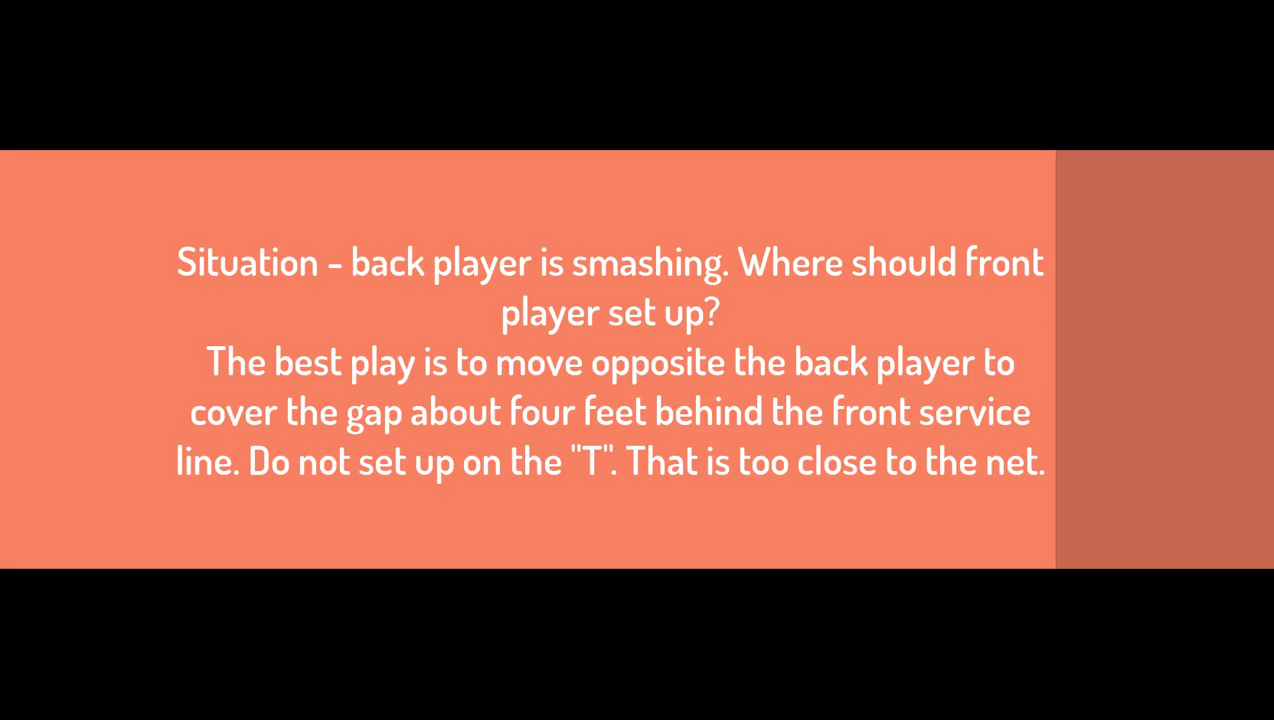 Situation - back player is smashing. Where should front
player set up?
The best play is to move opposite the back player to
cover the gap about four feet behind the front service
line. Do not set up on the "T". That is too close to the net.